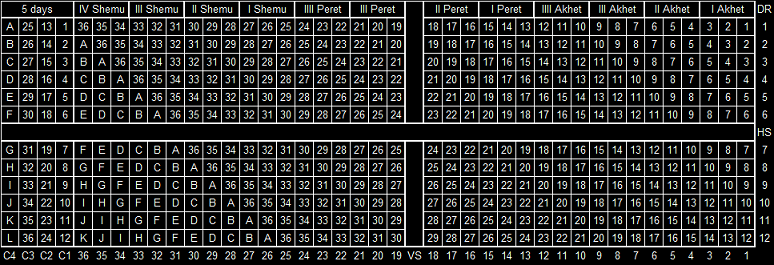 5 days IV Shemu III Shemu II Shemu I Shemu IIII Peret III Peret II Peret I Peret IIII Akhet III Akhet II Akhet I Akhet DR
A 25 13 1 36 35 34 33 32 31 30 29 28 27 26 25 24 23 22 21 20 19 18 17 16 15 14 13 12 11 10 9 8 7 6 5 4 3 2 1 1
B 26 14 2 A 36 35 34 33 32 31 30 29 28 27 26 25 24 23 22 21 20 19 18 17 16 15 14 13 12 11 10 9 8 7 6 5 4 3 2 2
C 27 15 3 B A 36 35 34 33 32 31 30 29 28 27 26 25 24 23 22 21 20 19 18 17 16 15 14 13 12 11 10 9 8 7 6 5 4 3 3
D 28 16 4 C B A 36 35 34 33 32 31 30 29 28 27 26 25 24 23 22 21 20 19 18 17 16 15 14 13 12 11 10 9 8 7 6 5 4 4
E 29 17 5 D C B A 36 35 34 33 32 31 30 29 28 27 26 25 24 23 22 21 20 19 18 17 16 15 14 13 12 11 10 9 8 7 6 5 5
F 30 18 6 E D C B A 36 35 34 33 32 31 30 29 28 27 26 25 24 23 22 21 20 19 18 17 16 15 14 13 12 11 10 9 8 7 6 6
HS
G 31 19 7 F E D C B A 36 35 34 33 32 31 30 29 28 27 26 25 24 23 22 21 20 19 18 17 16 15 14 13 12 11 10 9 8 7 7
H 32 20 8 G F E D C B A 36 35 34 33 32 31 30 29 28 27 26 25 24 23 22 21 20 19 18 17 16 15 14 13 12 11 10 9 8 8
I 33 21 9 H G F E D C B A 36 35 34 33 32 31 30 29 28 27 26 25 24 23 22 21 20 19 18 17 16 15 14 13 12 11 10 9 9
J 34 22 10 I H G F E D C B A 36 35 34 33 32 31 30 29 28 27 26 25 24 23 22 21 20 19 18 17 16 15 14 13 12 11 10 10
K 35 23 11 J I H G F E D C B A 36 35 34 33 32 31 30 29 28 27 26 25 24 23 22 21 20 19 18 17 16 15 14 13 12 11 11
L 36 24 12 K J I H G F E D C B A 36 35 34 33 32 31 30 29 28 27 26 25 24 23 22 21 20 19 18 17 16 15 14 13 12 12
C4 C3 C2 C1 36 35 34 33 32 31 30 29 28 27 26 25 24 23 22 21 20 19 VS 18 17 16 15 14 13 12 11 10 9 8 7 6 5 4 3 2 1